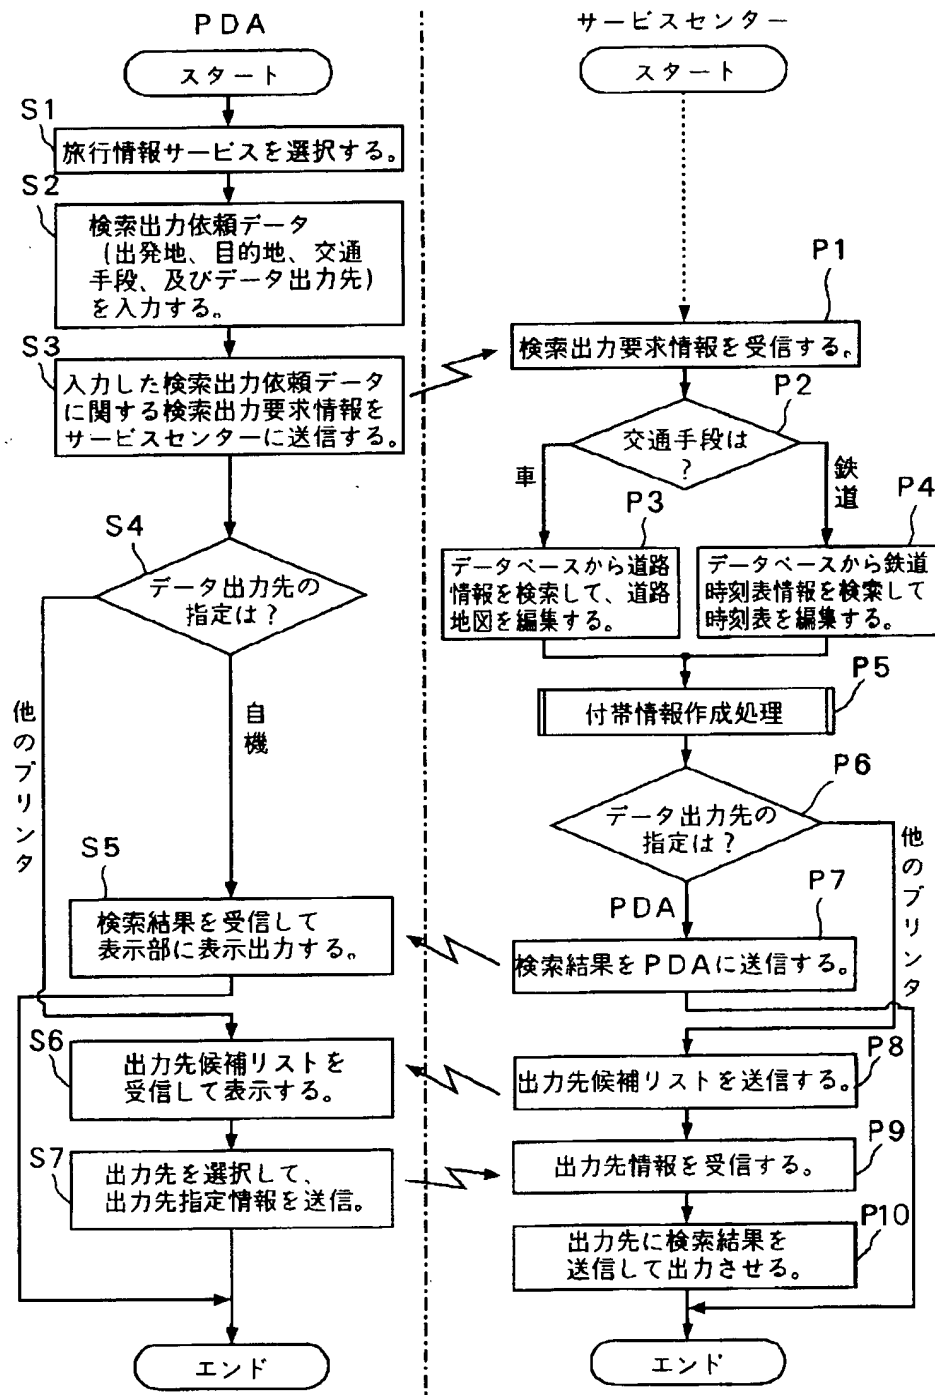 PDA
スタート
S1
旅行情報サービスを選択する。
S2
検索出力依頼データ
(出発地、目的地、交通
手段、及びデータ出力先)
を入力する。
S3
入力した検索出力依頼データ
に関する検索出力要求情報を
サービスセンターに送信する。
S4
データ出力先の
指定は?
他のプリンタ
自機
S5
検索結果を受信して
表示部に表示出力する。
S6
出力先候補リストを
受信して表示する。
S7
出力先を選択して、
出力先指定情報を送信。
エンド
サービスセンター
スタート
P1
検索出力要求情報を受信する。
P2
交通手段は
?
車
鉄道
P3
データベースから道路
情報を検索して、道路
地図を編集する。
P4
データベースから鉄道
時刻表情報を検索して
時刻表を編集する。
P5
付帯情報作成処理
P6
データ出力先の
指定は?
他のプリンタ
PDA
P7
検索結果をPDAに送信する。
P8
出力先候補リストを送信する。
P9
出力先情報を受信する。
P10
出力先に検索結果を
送信して出力させる。
エンド